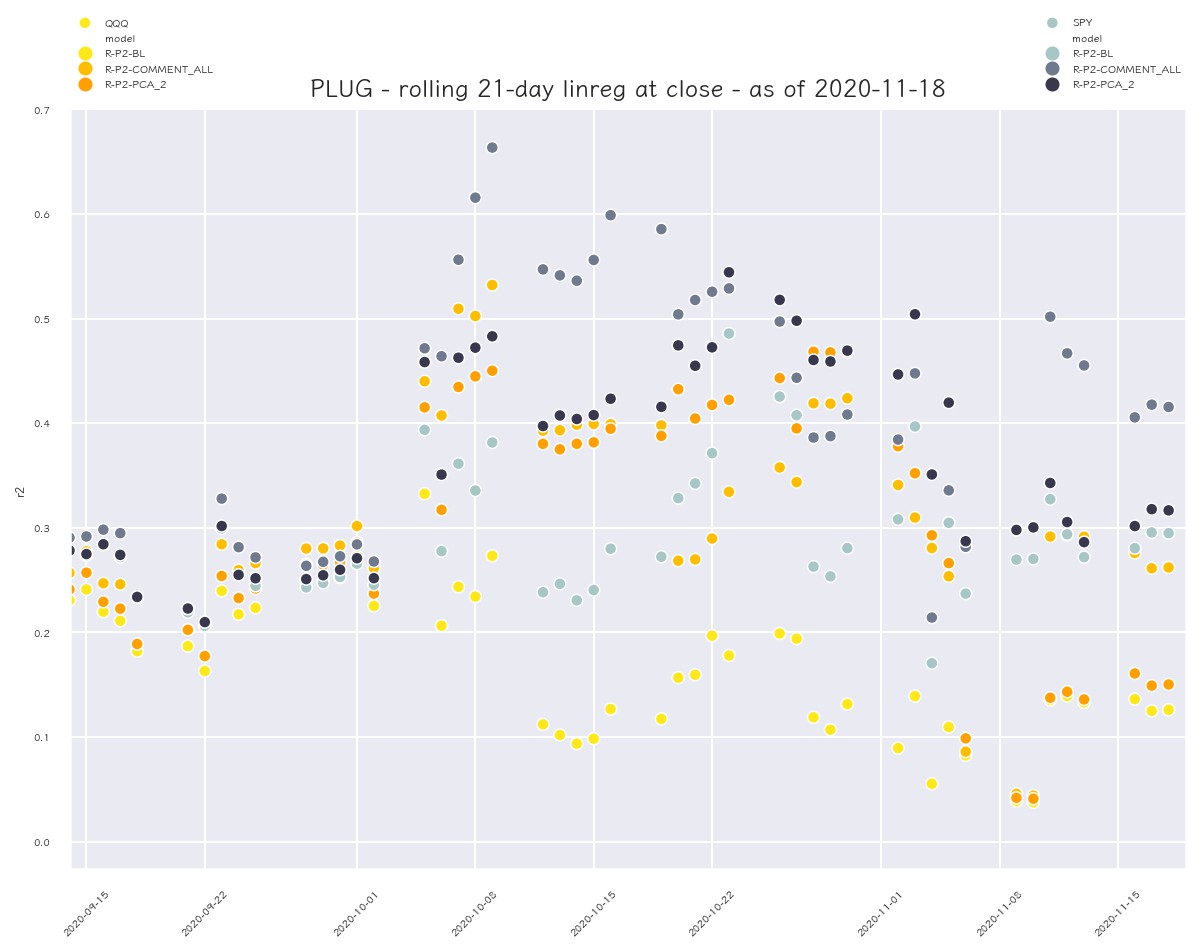 QQQ
model
R-P2-BL
R-P2-COMMENT_ALL
R-P2-PCA_2
SPY
model
R-P2-BL
R-P2-COMMENT_ALL
R-P2-PCA_2
PLUG - rolling 21-day linreg at close - as of 2020-11-18
0.7
0.6
0.5
0.4
0.3
0.2
0.1
0.0
r2
2020-09-15
2020-09-22
2020-10-01
2020-10-08
2020-10-15
2020-10-22
2020-11-01
2020-11-08
2020-11-15